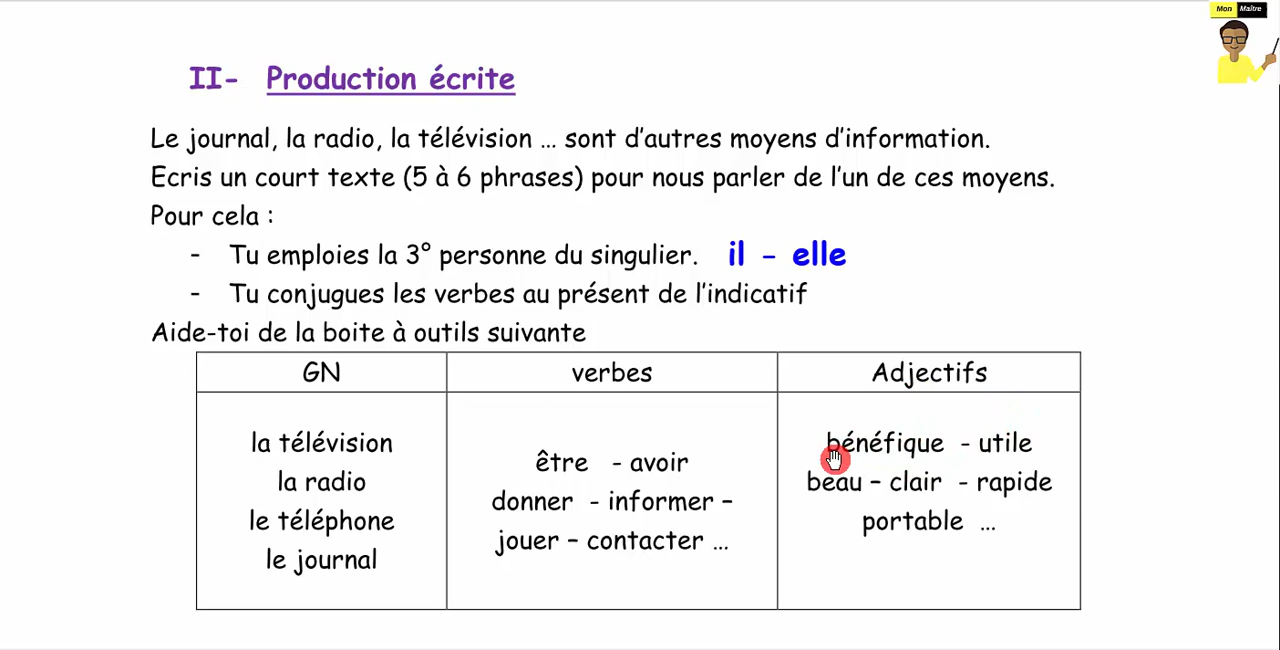 Mon Maître
II- Production écrite
Le journal, la radio, la télévision ... sont d'autres moyens d'information.
Ecris un court texte (5 à 6 phrases) pour nous parler de l'un de ces moyens.
Pour cela :
- Tu emploies la 3° personne du singulier. il - elle
- Tu conjugues les verbes au présent de l'indicatif
Aide-toi de la boite à outils suivante
GN verbes Adjectifs
la télévision
la radio
le téléphone
le journal
être - avoir
donner - informer –
jouer – contacter ...
bénéfique - utile
beau – clair - rapide
portable ...